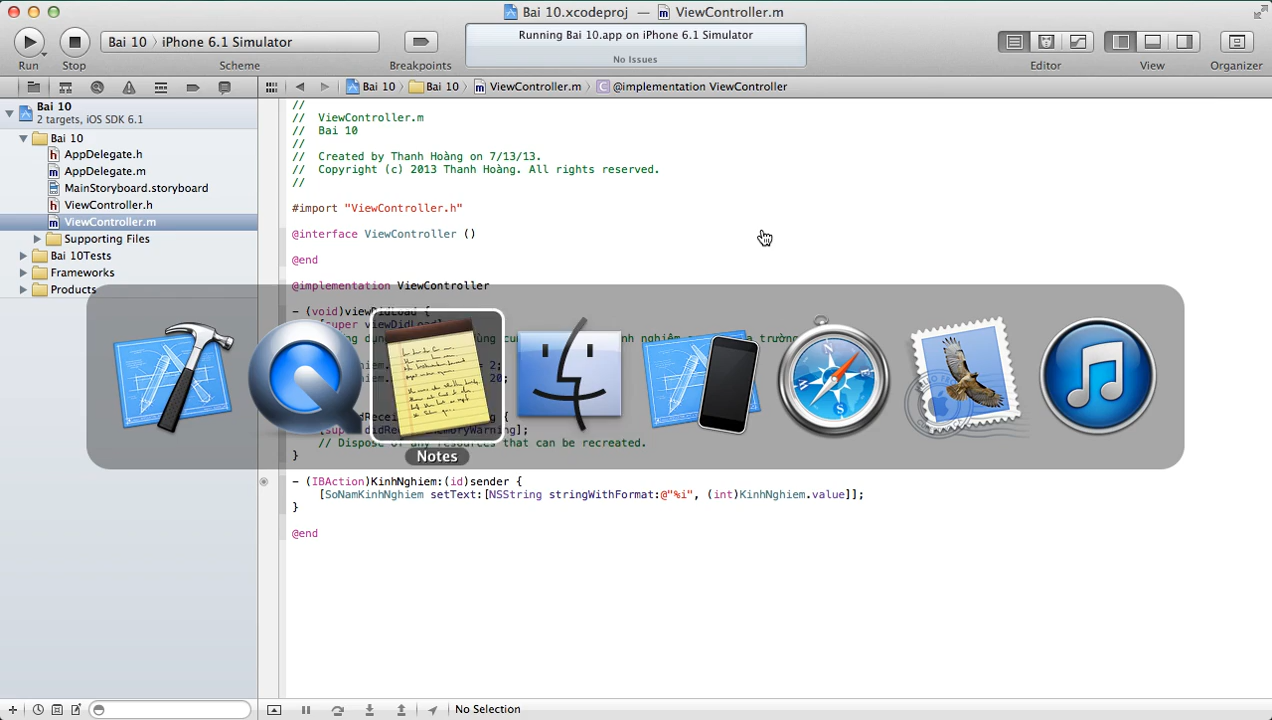 Bai 10.xcodeproj — ViewController.m
Run
Stop
Bai 10 〉 iPhone 6.1 Simulator
Scheme
Breakpoints
Running Bai 10.app on iPhone 6.1 Simulator
No Issues
Editor
View
Organizer
Bai 10 〉 Bai 10 〉 ViewController.m 〉 C @implementation ViewController
Bai 10
2 targets, iOS SDK 6.1
Bai 10
h AppDelegate.h
m AppDelegate.m
MainStoryboard.storyboard
h ViewController.h
m ViewController.m
Supporting Files
Bai 10Tests
Frameworks
Products
//
// ViewController.m
// Bai 10
//
// Created by Thanh Hoàng on 7/13/13.
// Copyright (c) 2013 Thanh Hoàng. All rights reserved.
//
#import "ViewController.h"
@interface ViewController ()
@end
@implementation ViewController
- (void)viewDidLoad {
[super viewDidLoad]
= 2;
20;
{
// Dispose of any resources that can be recreated.
}
- (IBAction)KinhNghiem:(id)sender {
[SoNamKinhNghiem setText:[NSString stringWithFormat:@"%i", (int)KinhNghiem.value]];
}
@end
Notes
No Selection